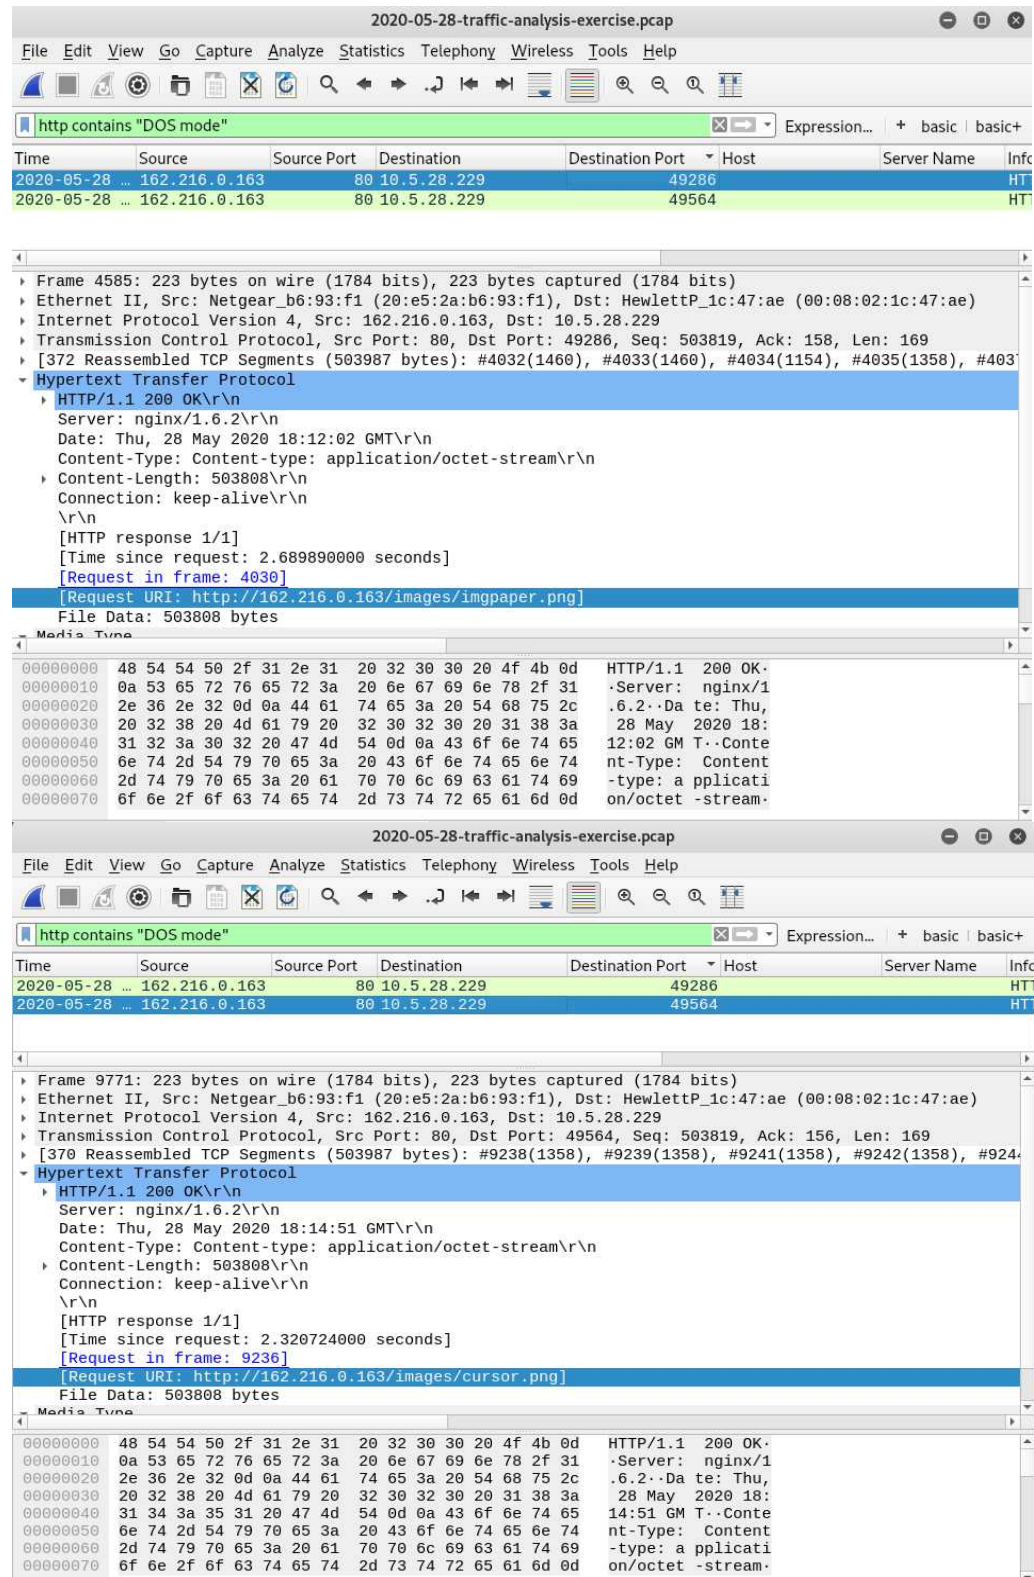 2020-05-28-traffic-analysis-exercise.pcap
File Edit View Go Capture Analyze Statistics Telephony Wireless Tools Help
http contains "DOS mode" Expression... + basic basic+
Time Source Source Port Destination Destination Port Host Server Name Info
2020-05-28 … 162.216.0.163 80 10.5.28.229 49286 HTT
2020-05-28 … 162.216.0.163 80 10.5.28.229 49564 HTT
Frame 4585: 223 bytes on wire (1784 bits), 223 bytes captured (1784 bits)
Ethernet II, Src: Netgear_b6:93:f1 (20:e5:2a:b6:93:f1), Dst: HewlettP_1c:47:ae (00:08:02:1c:47:ae)
Internet Protocol Version 4, Src: 162.216.0.163, Dst: 10.5.28.229
Transmission Control Protocol, Src Port: 80, Dst Port: 49286, Seq: 503819, Ack: 158, Len: 169
[372 Reassembled TCP Segments (503987 bytes): #4032(1460), #4033(1460), #4034(1154), #4035(1358), #4037
Hypertext Transfer Protocol
HTTP/1.1 200 OK\r\n
Server: nginx/1.6.2\r\n
Date: Thu, 28 May 2020 18:12:02 GMT\r\n
Content-Type: Content-type: application/octet-stream\r\n
Content-Length: 503808\r\n
Connection: keep-alive\r\n
\r\n
[HTTP response 1/1]
[Time since request: 2.689890000 seconds]
[Request in frame: 4030]
[Request URI: http://162.216.0.163/images/imgpaper.png]
File Data: 503808 bytes
Media Type
00000000 48 54 54 50 2f 31 2e 31 20 32 30 30 20 4f 4b 0d HTTP/1.1 200 OK·
00000010 0a 53 65 72 76 65 72 3a 20 6e 67 69 6e 78 2f 31 ·Server: nginx/1
00000020 2e 36 2e 32 0d 0a 44 61 74 65 3a 20 54 68 75 2c .6.2··Da te: Thu,
00000030 20 32 38 20 4d 61 79 20 32 30 32 30 20 31 38 3a 28 May 2020 18:
00000040 31 32 3a 30 32 20 47 4d 54 0d 0a 43 6f 6e 74 65 12:02 GM T··Conte
00000050 6e 74 2d 54 79 70 65 3a 20 43 6f 6e 74 65 6e 74 nt-Type: Content
00000060 2d 74 79 70 65 3a 20 61 70 70 6c 69 63 61 74 69 -type: a pplicati
00000070 6f 6e 2f 6f 63 74 65 74 2d 73 74 72 65 61 6d 0d on/octet -stream·
2020-05-28-traffic-analysis-exercise.pcap
File Edit View Go Capture Analyze Statistics Telephony Wireless Tools Help
http contains "DOS mode" Expression... + basic basic+
Time Source Source Port Destination Destination Port Host Server Name Info
2020-05-28 … 162.216.0.163 80 10.5.28.229 49286 HTT
2020-05-28 … 162.216.0.163 80 10.5.28.229 49564 HTT
Frame 9771: 223 bytes on wire (1784 bits), 223 bytes captured (1784 bits)
Ethernet II, Src: Netgear_b6:93:f1 (20:e5:2a:b6:93:f1), Dst: HewlettP_1c:47:ae (00:08:02:1c:47:ae)
Internet Protocol Version 4, Src: 162.216.0.163, Dst: 10.5.28.229
Transmission Control Protocol, Src Port: 80, Dst Port: 49564, Seq: 503819, Ack: 156, Len: 169
[370 Reassembled TCP Segments (503987 bytes): #9238(1358), #9239(1358), #9241(1358), #9242(1358), #9244
Hypertext Transfer Protocol
HTTP/1.1 200 OK\r\n
Server: nginx/1.6.2\r\n
Date: Thu, 28 May 2020 18:14:51 GMT\r\n
Content-Type: Content-type: application/octet-stream\r\n
Content-Length: 503808\r\n
Connection: keep-alive\r\n
\r\n
[HTTP response 1/1]
[Time since request: 2.320724000 seconds]
[Request in frame: 9236]
[Request URI: http://162.216.0.163/images/cursor.png]
File Data: 503808 bytes
Media Type
00000000 48 54 54 50 2f 31 2e 31 20 32 30 30 20 4f 4b 0d HTTP/1.1 200 OK·
00000010 0a 53 65 72 76 65 72 3a 20 6e 67 69 6e 78 2f 31 ·Server: nginx/1
00000020 2e 36 2e 32 0d 0a 44 61 74 65 3a 20 54 68 75 2c .6.2··Da te: Thu,
00000030 20 32 38 20 4d 61 79 20 32 30 32 30 20 31 38 3a 28 May 2020 18:
00000040 31 34 3a 35 31 20 47 4d 54 0d 0a 43 6f 6e 74 65 14:51 GM T··Conte
00000050 6e 74 2d 54 79 70 65 3a 20 43 6f 6e 74 65 6e 74 nt-Type: Content
00000060 2d 74 79 70 65 3a 20 61 70 70 6c 69 63 61 74 69 -type: a pplicati
00000070 6f 6e 2f 6f 63 74 65 74 2d 73 74 72 65 61 6d 0d on/octet -stream·